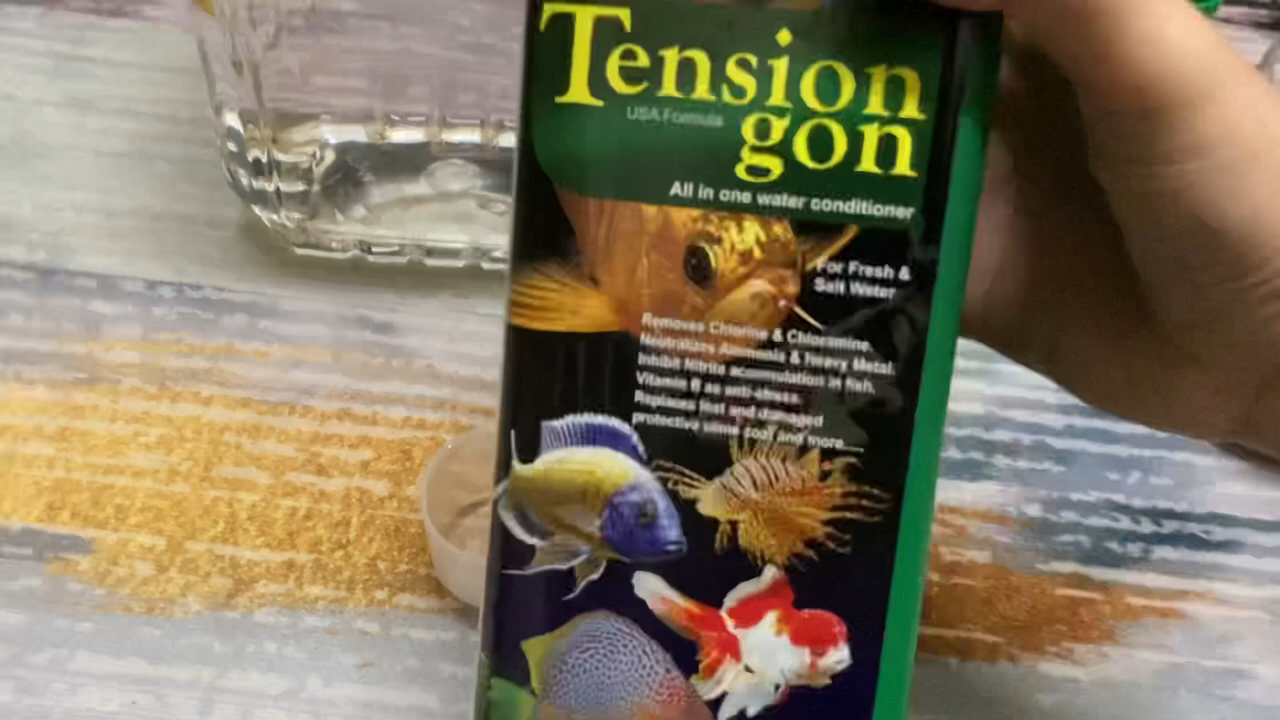 Tension
gon
USA Formula
All in one water conditioner
For Fresh &
Salt Water
Removes Chlorine & Chloramine.
Neutralizes Ammonia & heavy Metal.
Inhibit Nitrite accumulation in fish.
Vitamin B as anti-stress.
Replaces lost and damaged
protective slime coat and more...